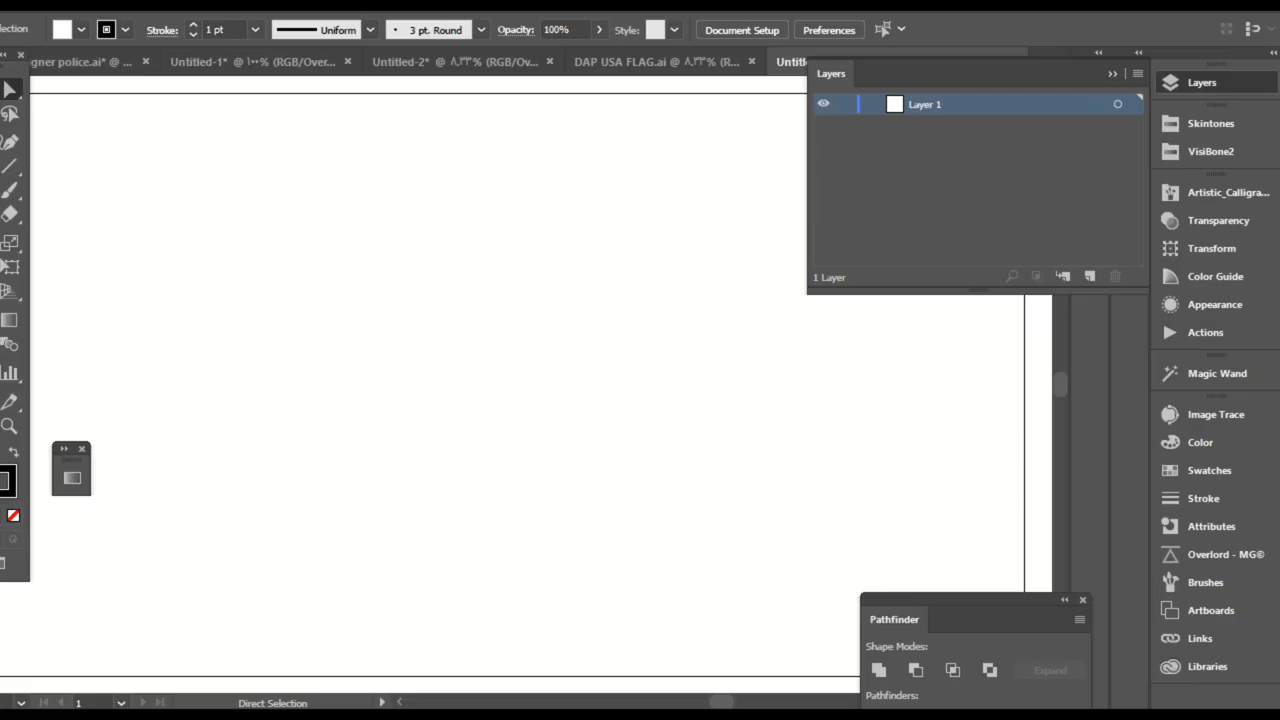 lection
Stroke:
1 pt
Uniform
3 pt. Round
Opacity:
100%
Style:
Document Setup
Preferences
gner police.ai* @ ...
Untitled-1* @ ١٠٠% (RGB/Over...
Untitled-2* @ ٨,٣٣% (RGB/Ov...
DAP USA FLAG.ai @ ٨,٣٣% (R...
Untitl
Layers
Layer 1
1 Layer
Layers
Skintones
VisiBone2
Artistic_Calligra...
Transparency
Transform
Color Guide
Appearance
Actions
Magic Wand
Image Trace
Color
Swatches
Stroke
Attributes
Overlord - MG©
Brushes
Artboards
Links
Libraries
Pathfinder
Shape Modes:
Expand
Pathfinders:
1
Direct Selection